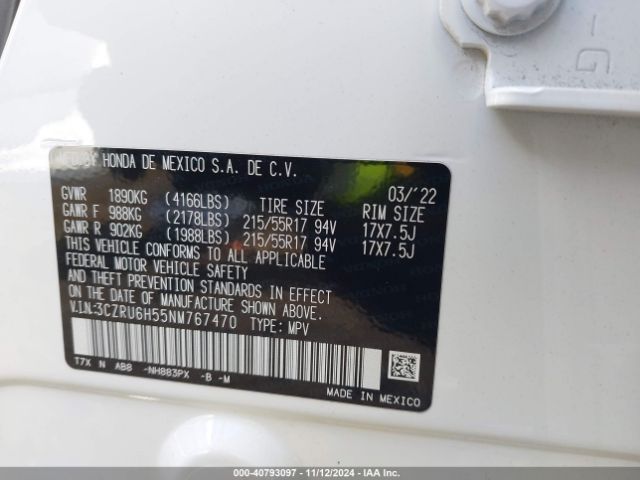 G
MFD BY HONDA DE MEXICO S.A. DE C.V.
03/'22
GVWR 1890KG (4166LBS) TIRE SIZE RIM SIZE
GAWR F 988KG (2178LBS) 215/55R17 94V 17X7.5J
GAWR R 902KG (1988LBS) 215/55R17 94V 17X7.5J
THIS VEHICLE CONFORMS TO ALL APPLICABLE
FEDERAL MOTOR VEHICLE SAFETY
AND THEFT PREVENTION STANDARDS IN EFFECT
ON THE DATE OF MANUFACTURE SHOWN ABOVE.
V.I.N.:3CZRU6H55NM767470 TYPE: MPV
T7X N AB8 -NH883PX -B -M
MADE IN MEXICO
000-40793097 - 11/12/2024 - IAA Inc.